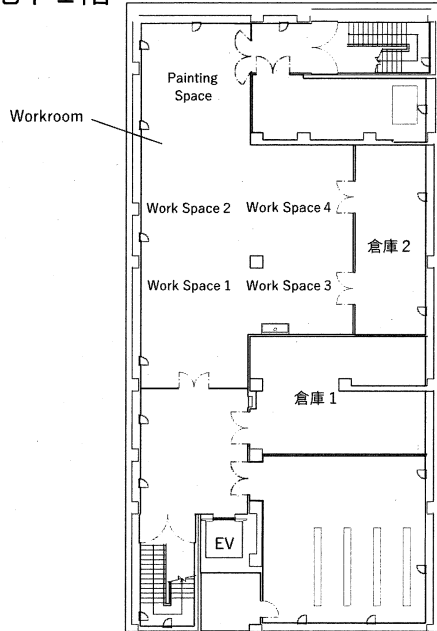 Painting
Space
Workroom
Work Space 2
Work Space 4
倉庫 2
Work Space 1
Work Space 3
倉庫 1
EV